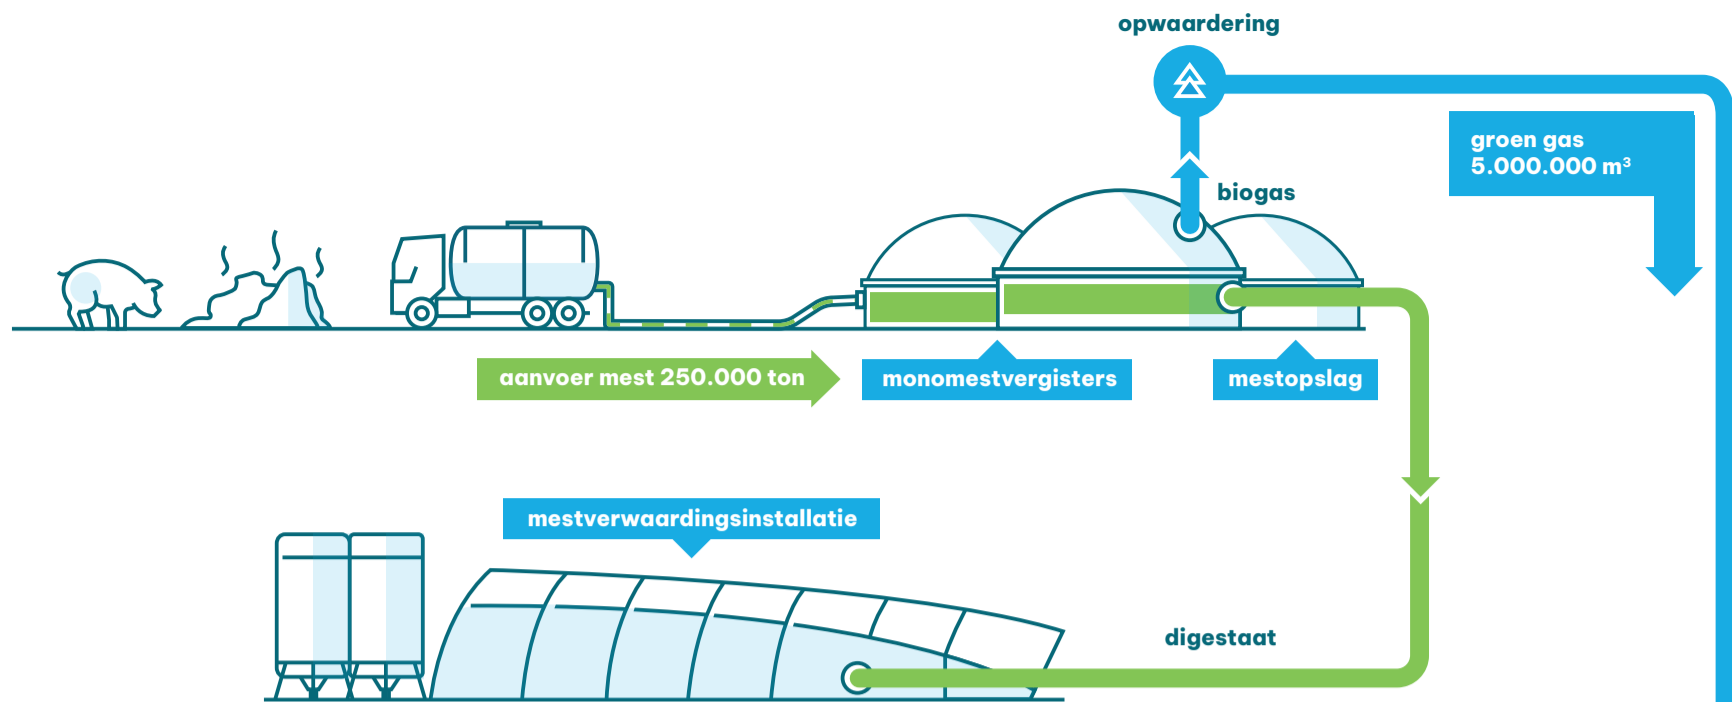 opwaardering
groen gas
5.000.000 m³
biogas
aanvoer mest 250.000 ton
monomestvergisters
mestopslag
mestverwaardingsinstallatie
digestaat